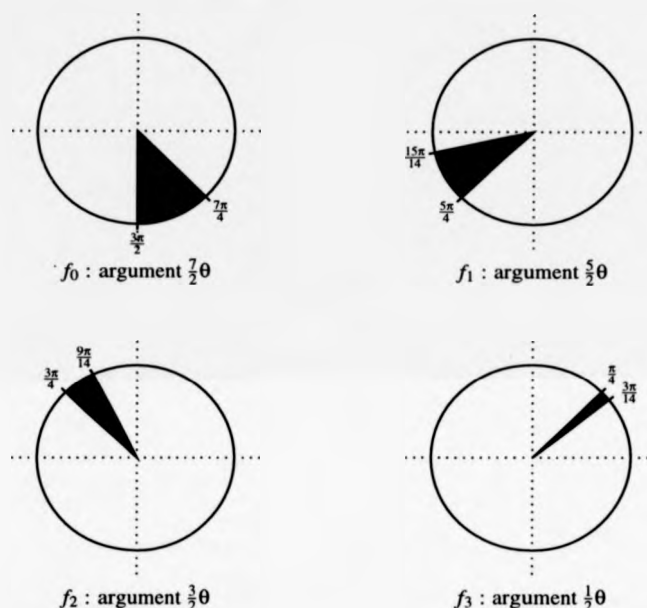 7π/4
3π/2
f₀ : argument 7/2θ
15π/14
5π/4
f₁ : argument 5/2θ
9π/14
3π/4
f₂ : argument 3/2θ
π/4
3π/14
f₃ : argument 1/2θ